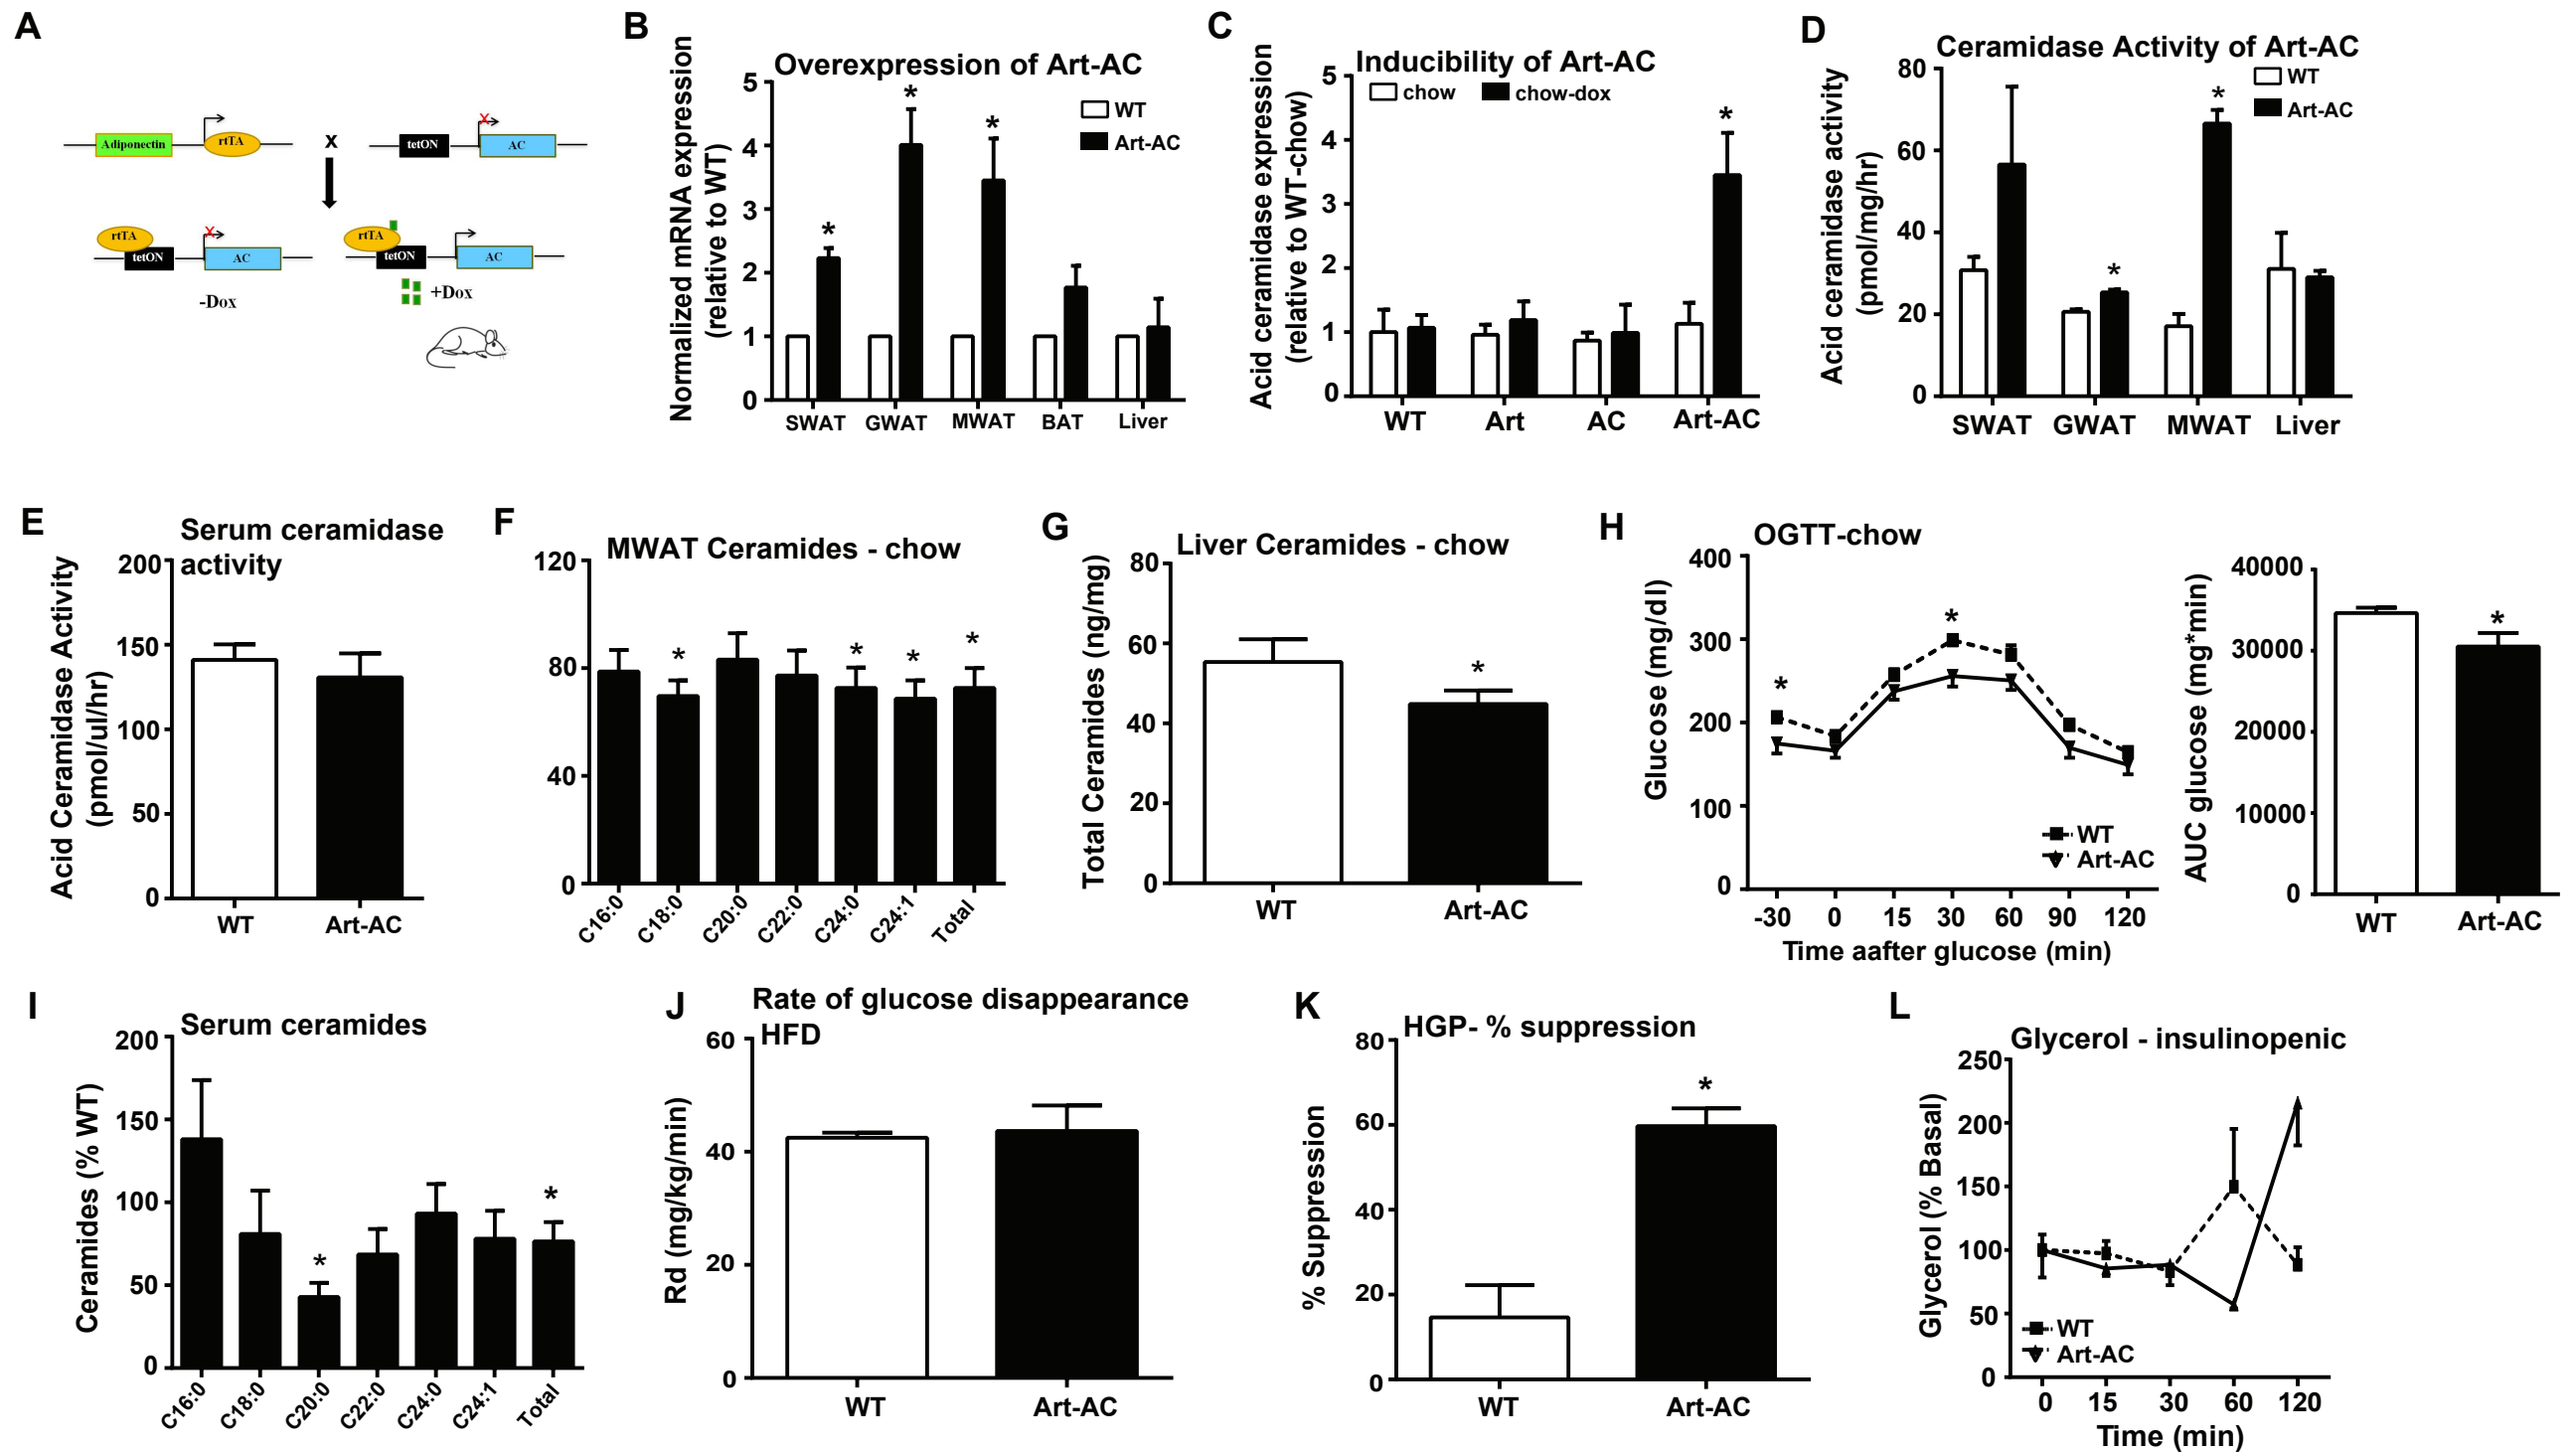 A
Adiponectin
rtTA
X
tetON
X
AC
rtTA
tetON
X
AC
-Dox
rtTA
tetON
AC
+Dox
B
Overexpression of Art-AC
Normalized mRNA expression
(relative to WT)
5
4
3
2
1
0
* * *
WT
Art-AC
SWAT GWAT MWAT BAT Liver
C
Inducibility of Art-AC
chow chow-dox
Acid ceramidase expression
(relative to WT-chow)
5
4
3
2
1
0
*
WT Art AC Art-AC
D
Ceramidase Activity of Art-AC
WT
Art-AC
Acid ceramidase activity
(pmol/mg/hr)
80
60
40
20
0
* *
SWAT GWAT MWAT Liver
E
Serum ceramidase
activity
Acid Ceramidase Activity
(pmol/ul/hr)
200
150
100
50
0
WT Art-AC
F
MWAT Ceramides - chow
120
80
40
0
* * * *
C16:0 C18:0 C20:0 C22:0 C24:0 C24:1 Total
G
Liver Ceramides - chow
Total Ceramides (ng/mg)
80
60
40
20
0
*
WT Art-AC
H
OGTT-chow
Glucose (mg/dl)
400
300
200
100
0
* *
WT
Art-AC
-30 0 15 30 60 90 120
Time aafter glucose (min)
AUC glucose (mg*min)
40000
30000
20000
10000
0
*
WT Art-AC
I
Serum ceramides
Ceramides (% WT)
200
150
100
50
0
* *
C16:0 C18:0 C20:0 C22:0 C24:0 C24:1 Total
J
Rate of glucose disappearance
HFD
Rd (mg/kg/min)
60
40
20
0
WT Art-AC
K
HGP- % suppression
% Suppression
80
60
40
20
0
*
WT Art-AC
L
Glycerol - insulinopenic
Glycerol (% Basal)
250
200
150
100
50
0
WT
Art-AC
0 15 30 60 120
Time (min)